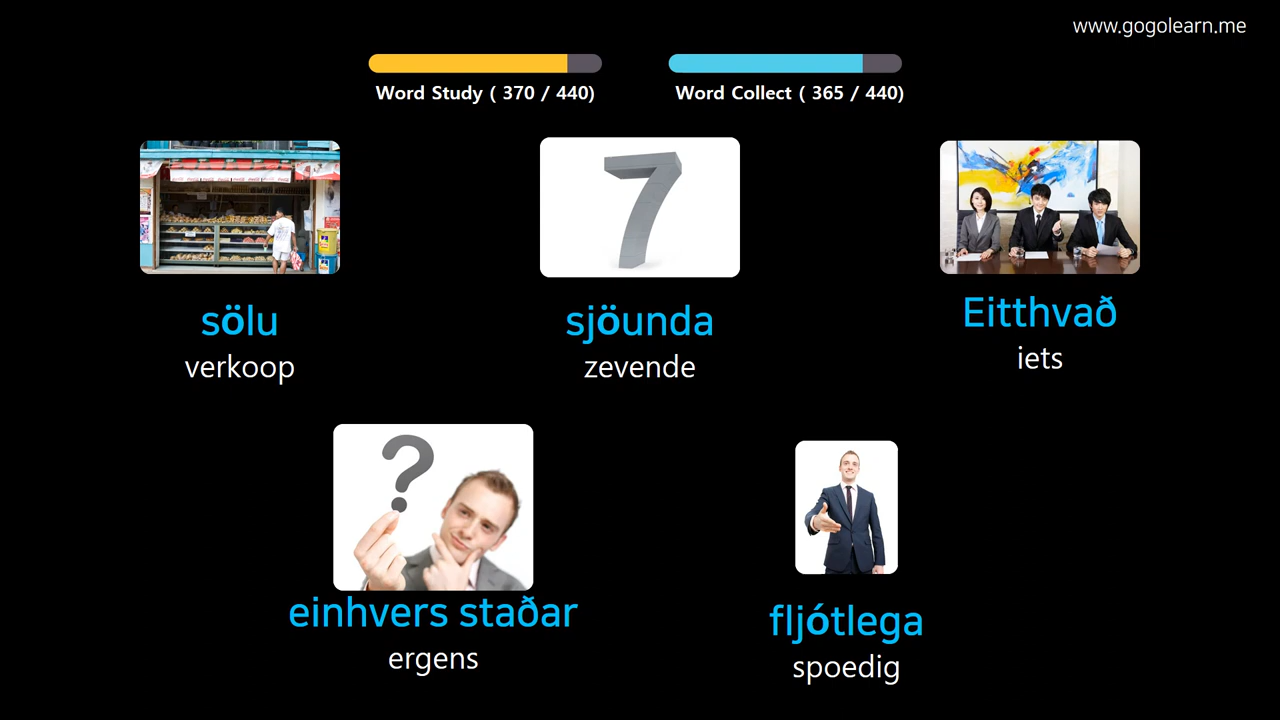 www.gogolearn.me
Word Study ( 370 / 440)
Word Collect ( 365 / 440)
7
sölu
verkoop
sjöunda
zevende
Eitthvað
iets
?
einhvers staðar
ergens
fljótlega
spoedig